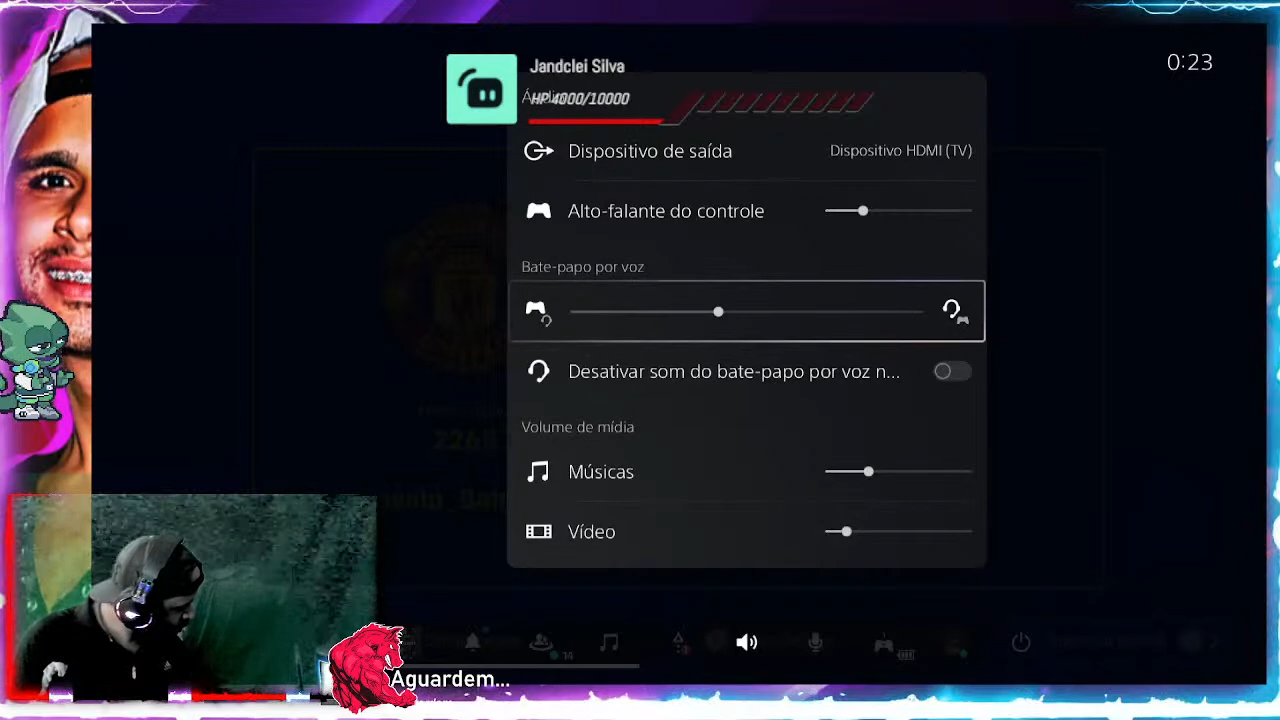 Jandclei Silva
0:23
HP 4000/10000
Dispositivo de saída
Dispositivo HDMI (TV)
Alto-falante do controle
Bate-papo por voz
Desativar som do bate-papo por voz n...
Volume de mídia
Músicas
Vídeo
14
Aguardem...